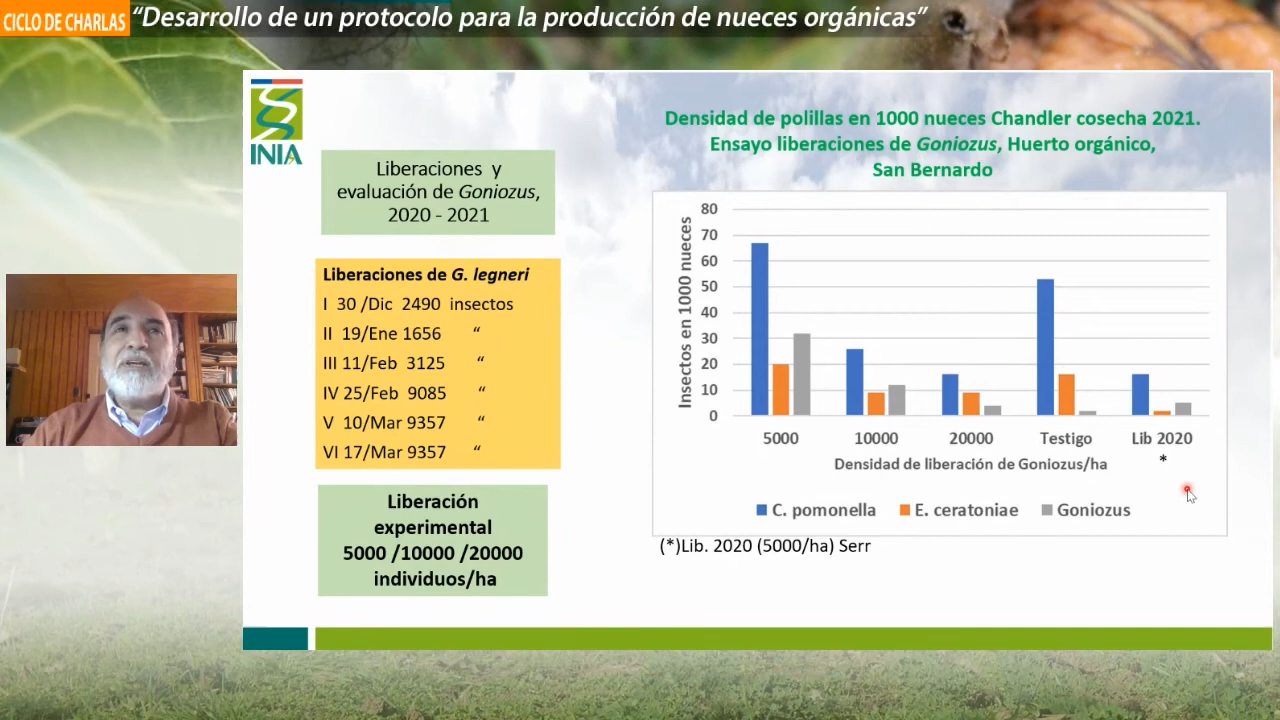 CICLO DE CHARLAS "Desarrollo de un protocolo para la producción de nueces orgánicas"
INIA
Liberaciones y
evaluación de Goniozus,
2020 - 2021
Liberaciones de G. legneri
I 30 /Dic 2490 insectos
II 19/Ene 1656 "
III 11/Feb 3125 "
IV 25/Feb 9085 "
V 10/Mar 9357 "
VI 17/Mar 9357 "
Liberación
experimental
5000 /10000 /20000
individuos/ha
Densidad de polillas en 1000 nueces Chandler cosecha 2021.
Ensayo liberaciones de Goniozus, Huerto orgánico,
San Bernardo
Insectos en 1000 nueces
80
70
60
50
40
30
20
10
0
5000 10000 20000 Testigo Lib 2020
*
Densidad de liberación de Goniozus/ha
C. pomonella E. ceratoniae Goniozus
(*)Lib. 2020 (5000/ha) Serr